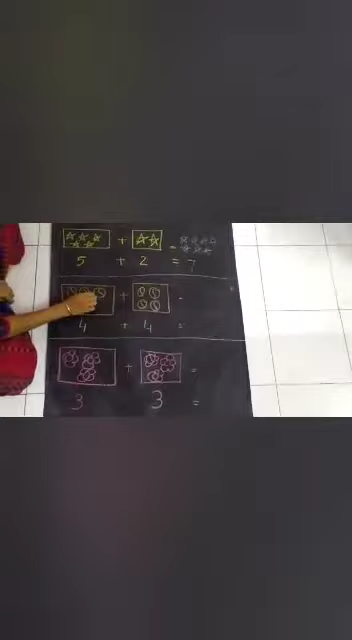 + =
5 + 2 = 7
+ =
4 + 4 =
+ =
3 3 =